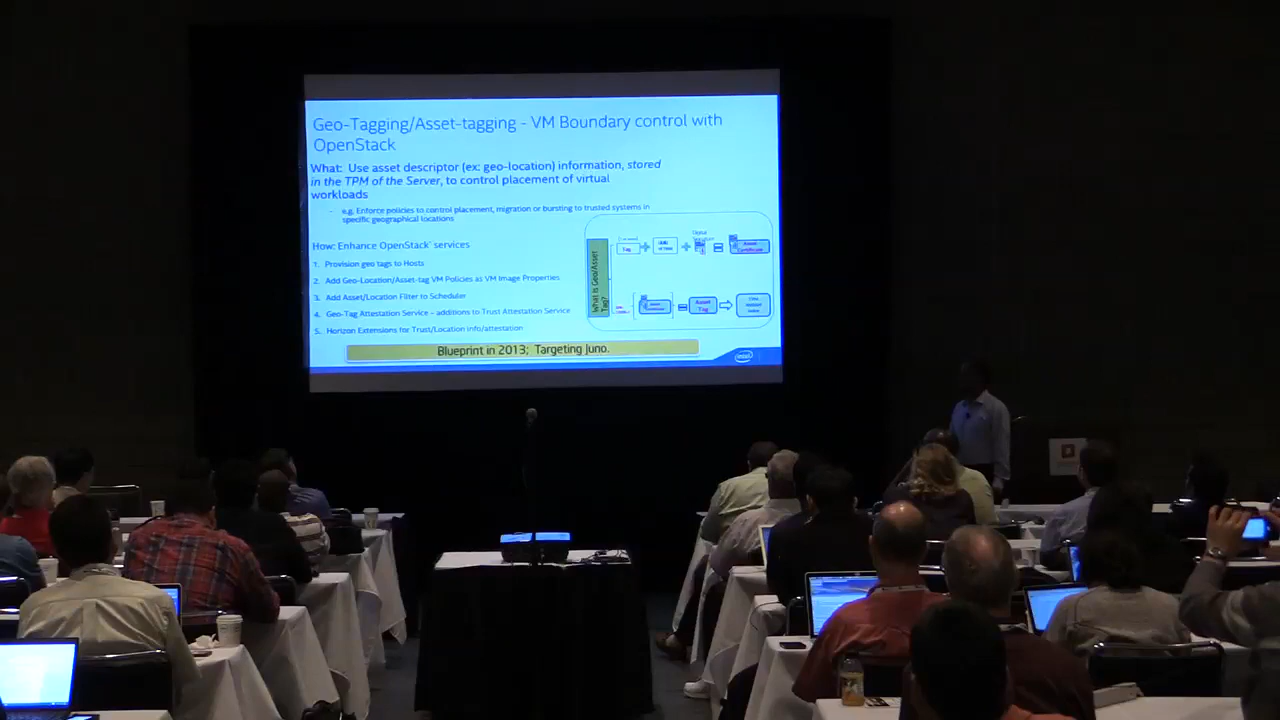 Geo-Tagging/Asset-tagging - VM Boundary control with
OpenStack
What: Use asset descriptor (ex: geo-location) information, stored
in the TPM of the Server, to control placement of virtual
workloads
- e.g. Enforce policies to control placement, migration or bursting to trusted systems in
specific geographical locations
How: Enhance OpenStack* services
1. Provision geo tags to Hosts
2. Add Geo-Location/Asset-tag VM Policies as VM Image Properties
3. Add Asset/Location Filter to Scheduler
4. Geo-Tag Attestation Service – additions to Trust Attestation Service
5. Horizon Extensions for Trust/Location info/attestation
What is Geo/Asset
Tag?
Tag
+
+
Digital
=
Asset
Certificate
=
Asset
Tag
Blueprint in 2013; Targeting Juno.
intel